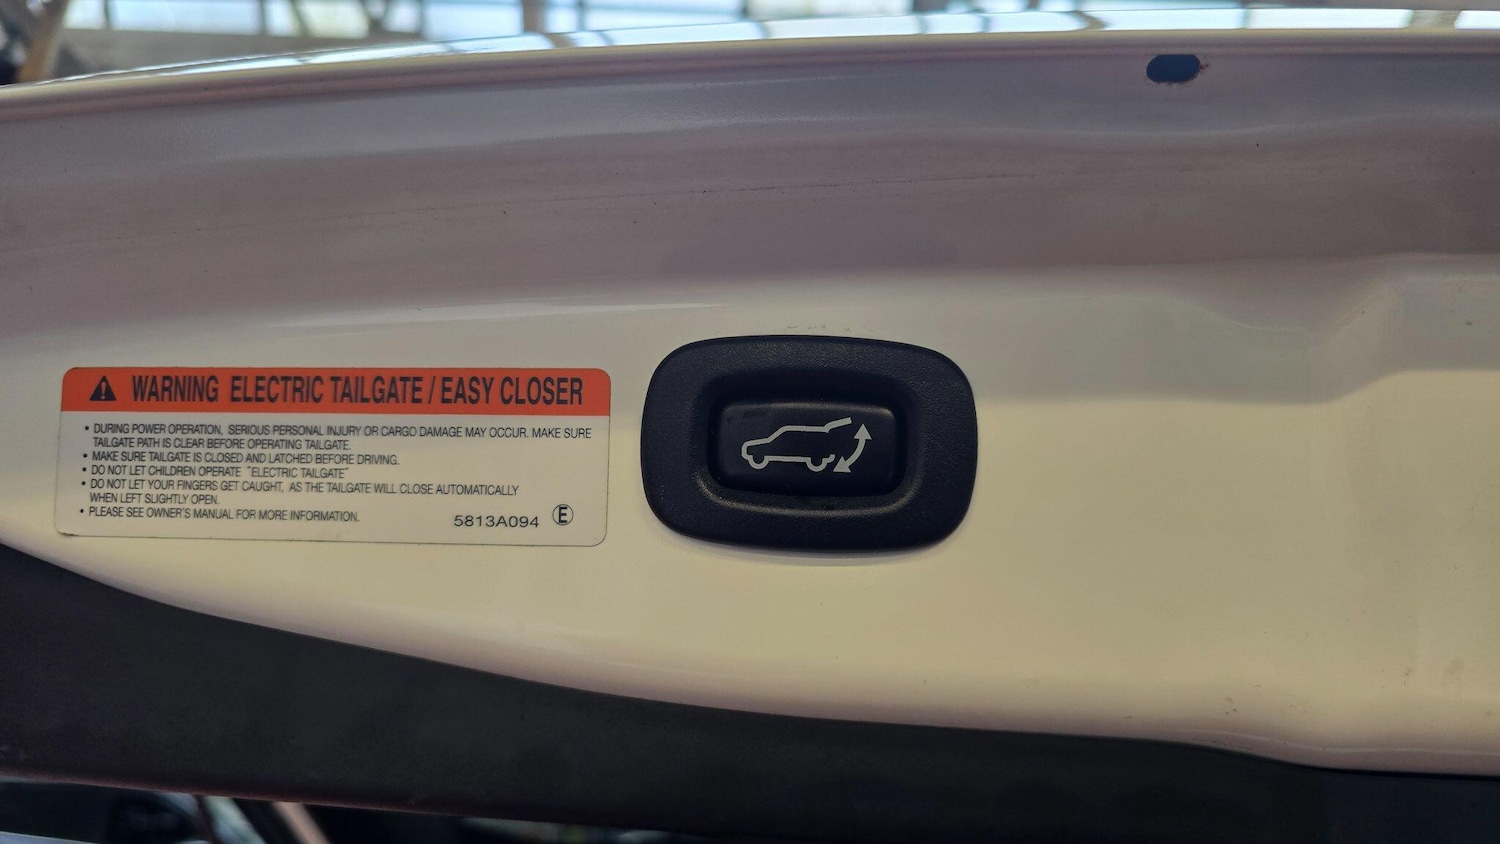 WARNING ELECTRIC TAILGATE / EASY CLOSER
• DURING POWER OPERATION, SERIOUS PERSONAL INJURY OR CARGO DAMAGE MAY OCCUR. MAKE SURE
TAILGATE PATH IS CLEAR BEFORE OPERATING TAILGATE.
• MAKE SURE TAILGATE IS CLOSED AND LATCHED BEFORE DRIVING.
• DO NOT LET CHILDREN OPERATE "ELECTRIC TAILGATE"
• DO NOT LET YOUR FINGERS GET CAUGHT, AS THE TAILGATE WILL CLOSE AUTOMATICALLY
WHEN LEFT SLIGHTLY OPEN.
• PLEASE SEE OWNER'S MANUAL FOR MORE INFORMATION.
5813A094 Ⓔ